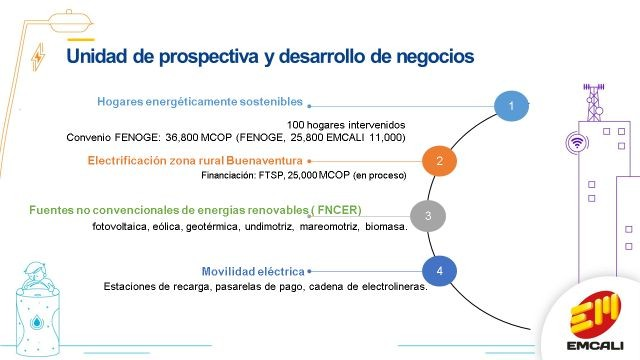 Unidad de prospectiva y desarrollo de negocios
Hogares energéticamente sostenibles
1
100 hogares intervenidos
Convenio FENOGE: 36,800 MCOP (FENOGE, 25,800 EMCALI 11,000)
Electrificación zona rural Buenaventura
2
Financiación: FTSP, 25,000 MCOP (en proceso)
Fuentes no convencionales de energías renovables ( FNCER)
3
fotovoltaica, eólica, geotérmica, undimotriz, mareomotriz, biomasa.
Movilidad eléctrica
4
Estaciones de recarga, pasarelas de pago, cadena de electrolineras.
EM
EMCALI